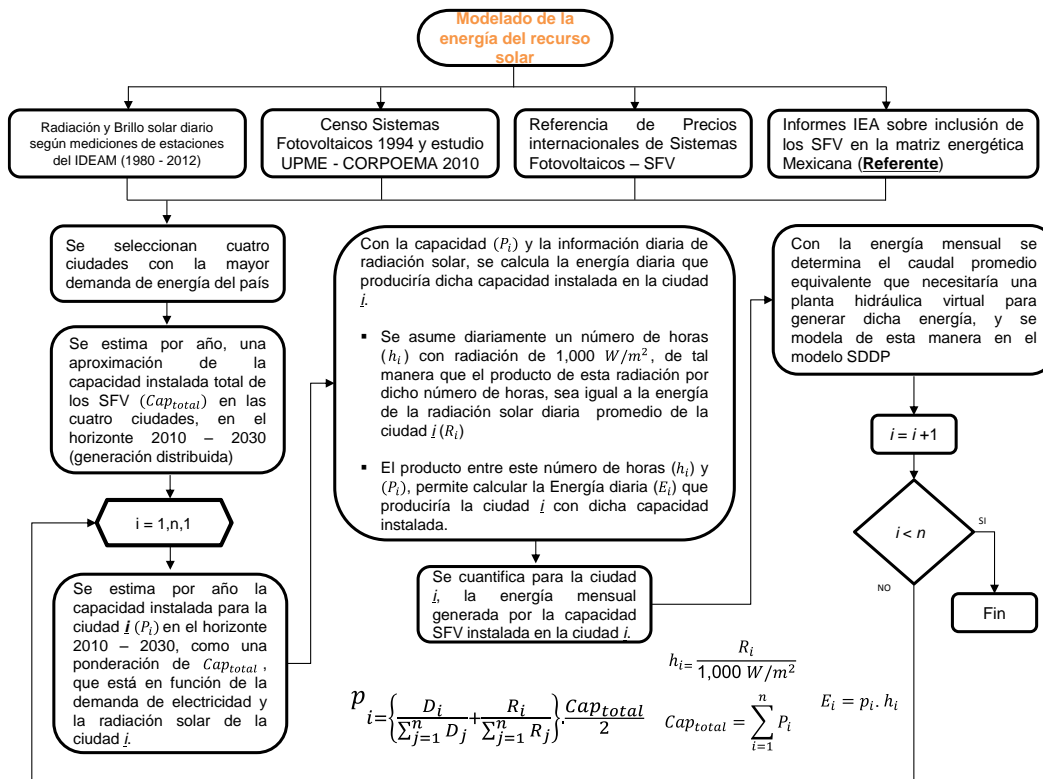 Modelado de la
energía del recurso
solar
Radiación y Brillo solar diario
según mediciones de estaciones
del IDEAM (1980 - 2012)
Censo Sistemas
Fotovoltaicos 1994 y estudio
UPME - CORPOEMA 2010
Referencia de Precios
internacionales de Sistemas
Fotovoltaicos – SFV
Informes IEA sobre inclusión de
los SFV en la matriz energética
Mexicana (Referente)
Se seleccionan cuatro
ciudades con la mayor
demanda de energía del país
Se estima por año, una
aproximación de la
capacidad instalada total de
los SFV (Cap_total) en las
cuatro ciudades, en el
horizonte 2010 – 2030
(generación distribuida)
i = 1,n,1
Se estima por año la
capacidad instalada para la
ciudad i (P_i) en el horizonte
2010 – 2030, como una
ponderación de Cap_total ,
que está en función de la
demanda de electricidad y
la radiación solar de la
ciudad i.
Con la capacidad (P_i) y la información diaria de
radiación solar, se calcula la energía diaria que
produciría dicha capacidad instalada en la ciudad
i.
▪ Se asume diariamente un número de horas
(h_i) con radiación de 1,000 W/m², de tal
manera que el producto de esta radiación por
dicho número de horas, sea igual a la energía
de la radiación solar diaria promedio de la
ciudad i (R_i)
▪ El producto entre este número de horas (h_i) y
(P_i), permite calcular la Energía diaria (E_i) que
produciría la ciudad i con dicha capacidad
instalada.
Se cuantifica para la ciudad
i, la energía mensual
generada por la capacidad
SFV instalada en la ciudad i.
Con la energía mensual se
determina el caudal promedio
equivalente que necesitaría una
planta hidráulica virtual para
generar dicha energía, y se
modela de esta manera en el
modelo SDDP
i = i +1
i < n
SI
NO
Fin
h_i= R_i / 1,000 W/m²
p_i={D_i / ∑_{j=1}^{n} D_j + R_i / ∑_{j=1}^{n} R_j}. Cap_total / 2
Cap_total = ∑_{i=1}^{n} P_i
E_i = p_i. h_i